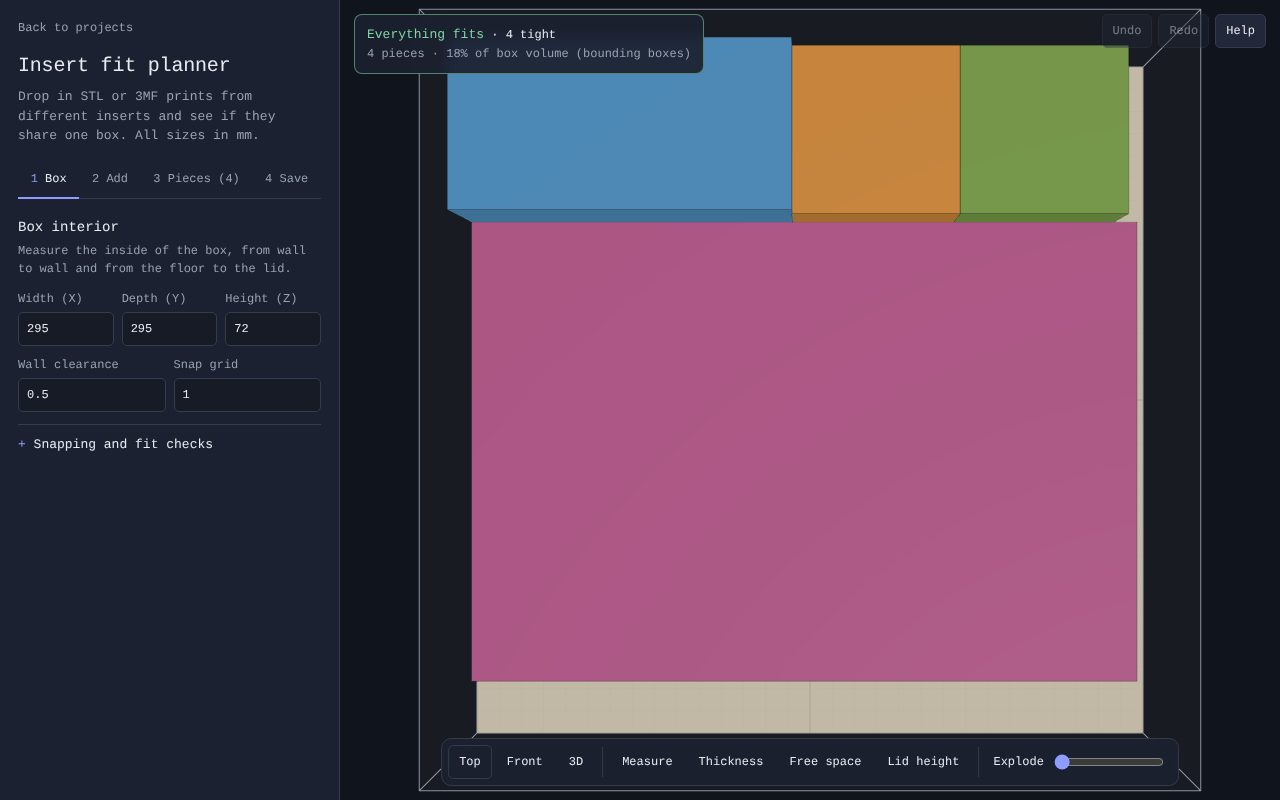 Back to projects
Insert fit planner
Drop in STL or 3MF prints from
different inserts and see if they
share one box. All sizes in mm.
1 Box 2 Add 3 Pieces (4) 4 Save
Box interior
Measure the inside of the box, from wall
to wall and from the floor to the lid.
Width (X) Depth (Y) Height (Z)
295 295 72
Wall clearance Snap grid
0.5 1
+ Snapping and fit checks
Everything fits · 4 tight
4 pieces · 18% of box volume (bounding boxes)
Undo Redo Help
Top Front 3D Measure Thickness Free space Lid height Explode